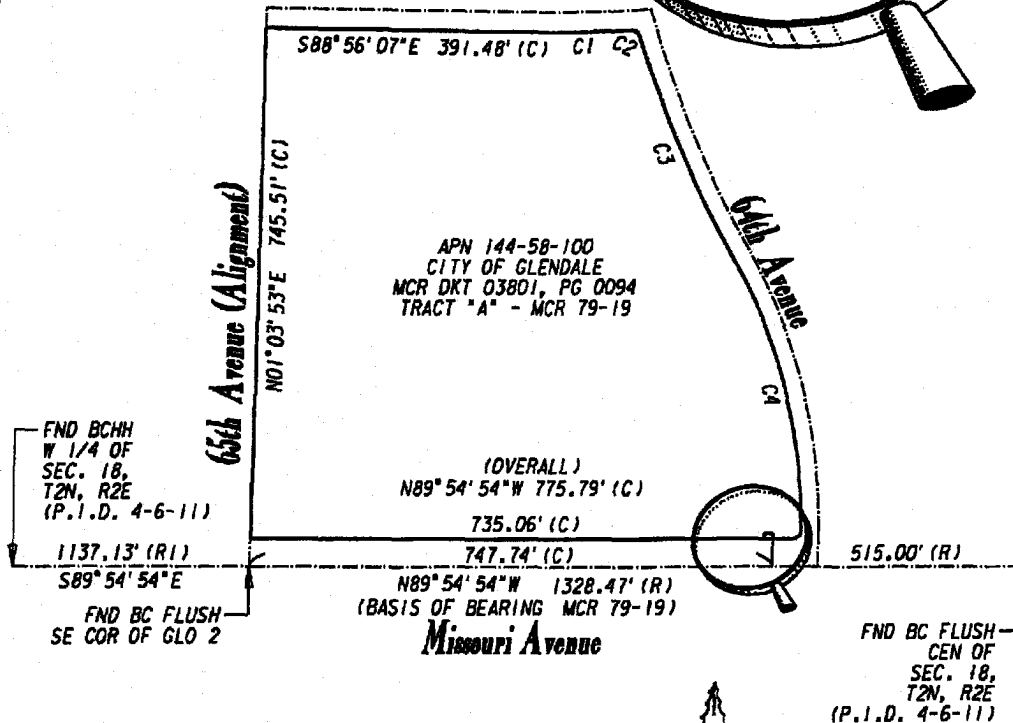 S88°56'07"E 391.48' (C) C1 C2
C3
N01°03'53"E 745.51' (C)
65th Avenue (Alignment)
64th Avenue
APN 144-58-100
CITY OF GLENDALE
MCR DKT 03801, PG 0094
TRACT "A" - MCR 79-19
C4
FND BCHH
W 1/4 OF
SEC. 18,
T2N, R2E
(P.I.D. 4-6-11)
(OVERALL)
N89°54'54"W 775.79' (C)
735.06' (C)
1137.13' (R1)
747.74' (C)
515.00' (R)
S89°54'54"E
N89°54'54"W 1328.47' (R)
(BASIS OF BEARING MCR 79-19)
FND BC FLUSH
SE COR OF GLO 2
Missouri Avenue
FND BC FLUSH
CEN OF
SEC. 18,
T2N, R2E
(P.I.D. 4-6-11)